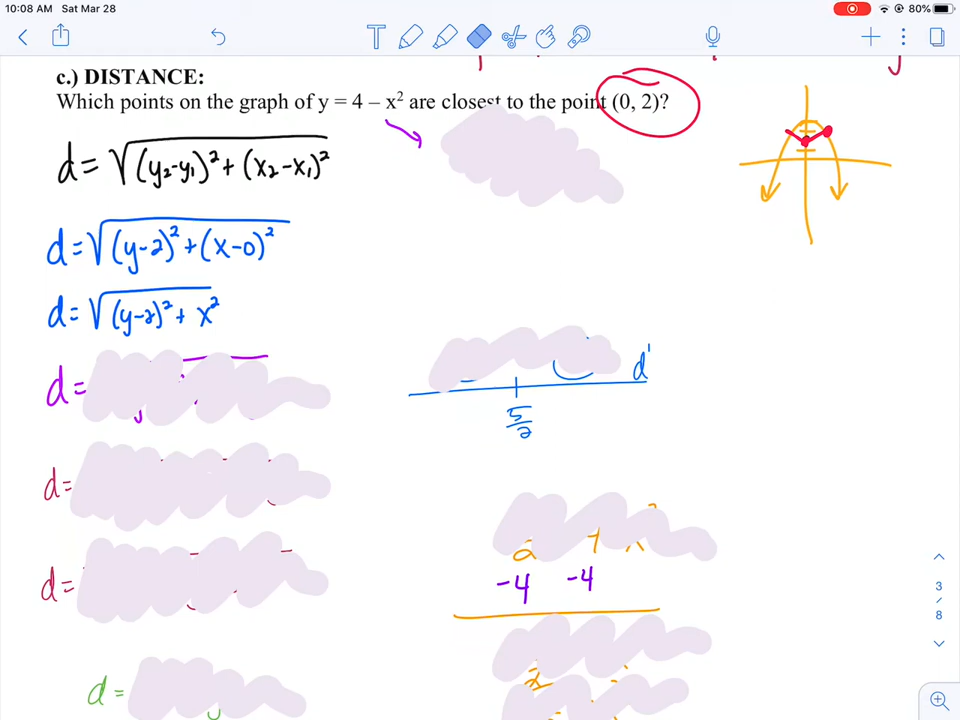 10:08 AM Sat Mar 28
80%
T
c.) DISTANCE:
Which points on the graph of y = 4 – x² are closest to the point (0, 2)?
d = √(y₂-y₁)² + (x₂-x₁)²
d = √(y-2)² + (x-0)²
d = √(y-2)² + x²
d =
d'
5/2
d =
-4 -4
d =
d =
3
/
8